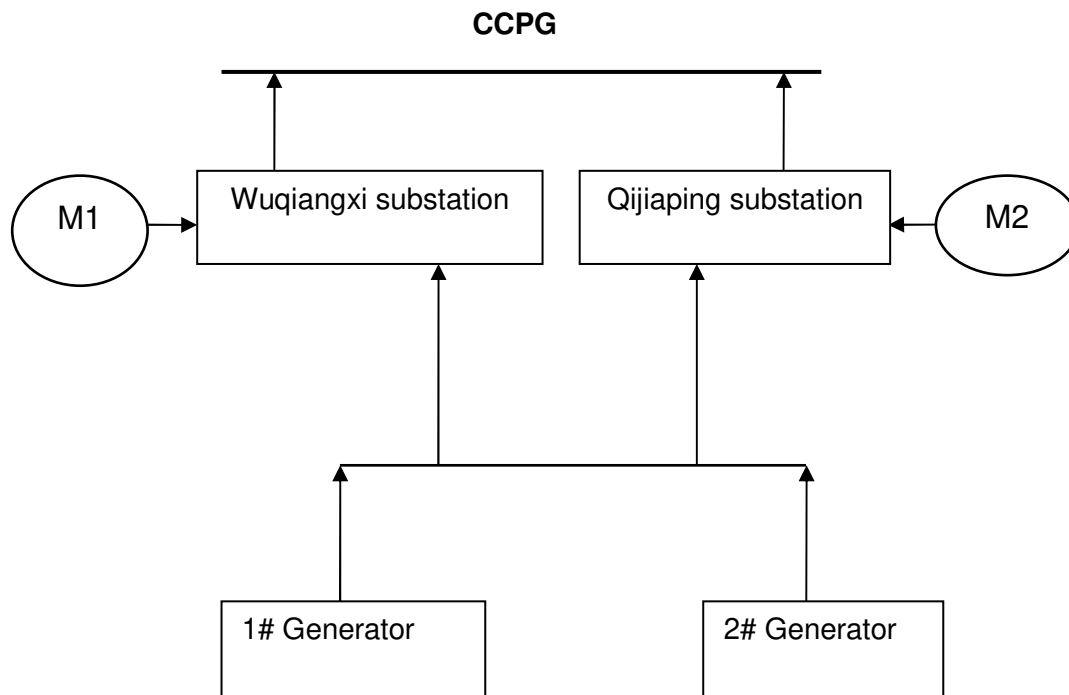 CCPG
Wuqiangxi substation
Qijiaping substation
M1
M2
1# Generator
2# Generator